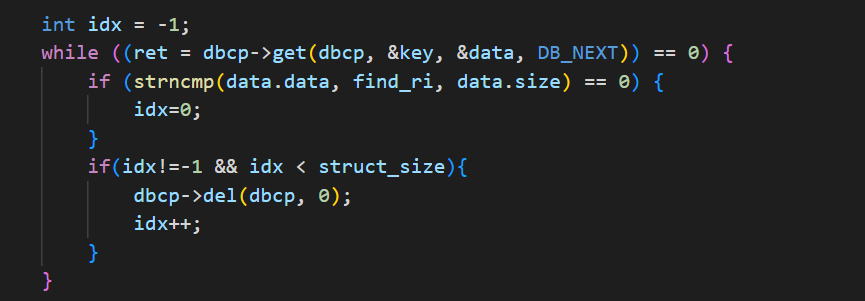 int idx = -1;
while ((ret = dbcp->get(dbcp, &key, &data, DB_NEXT)) == 0) {
    if (strncmp(data.data, find_ri, data.size) == 0) {
        idx=0;
    }
    if(idx!=-1 && idx < struct_size){
        dbcp->del(dbcp, 0);
        idx++;
    }
}